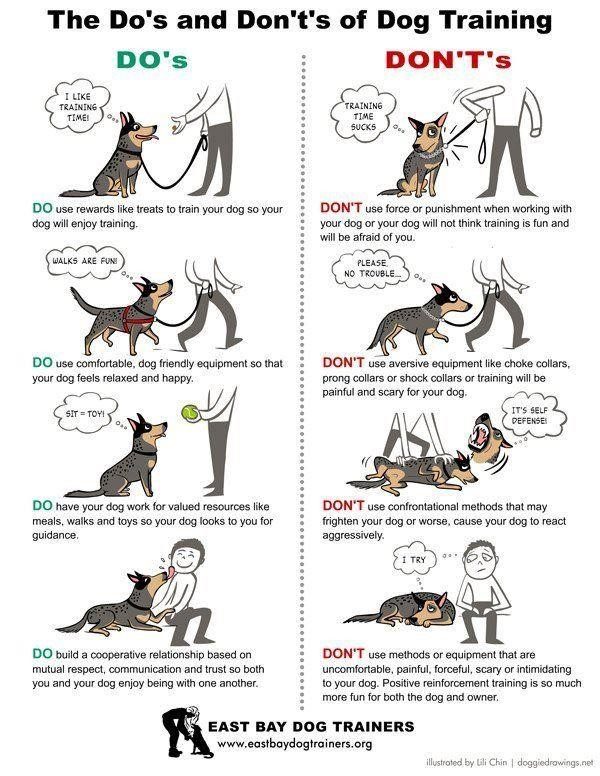 The Do's and Don't's of Dog Training
DO's
I LIKE
TRAINING
TIME!
DO use rewards like treats to train your dog so your
dog will enjoy training.
WALKS ARE FUN!
DO use comfortable, dog friendly equipment so that
your dog feels relaxed and happy.
SIT = TOY!
DO have your dog work for valued resources like
meals, walks and toys so your dog looks to you for
guidance.
DO build a cooperative relationship based on
mutual respect, communication and trust so both
you and your dog enjoy being with one another.
DON'T's
TRAINING
TIME
SUCKS
DON'T use force or punishment when working with
your dog or your dog will not think training is fun and
will be afraid of you.
PLEASE,
NO TROUBLE...
DON'T use aversive equipment like choke collars,
prong collars or shock collars or training will be
painful and scary for your dog.
IT'S SELF
DEFENSE!
DON'T use confrontational methods that may
frighten your dog or worse, cause your dog to react
aggressively.
I TRY
DON'T use methods or equipment that are
uncomfortable, painful, forceful, scary or intimidating
to your dog. Positive reinforcement training is so much
more fun for both the dog and owner.
EAST BAY DOG TRAINERS
www.eastbaydogtrainers.org
illustrated by Lili Chin | doggiedrawings.net